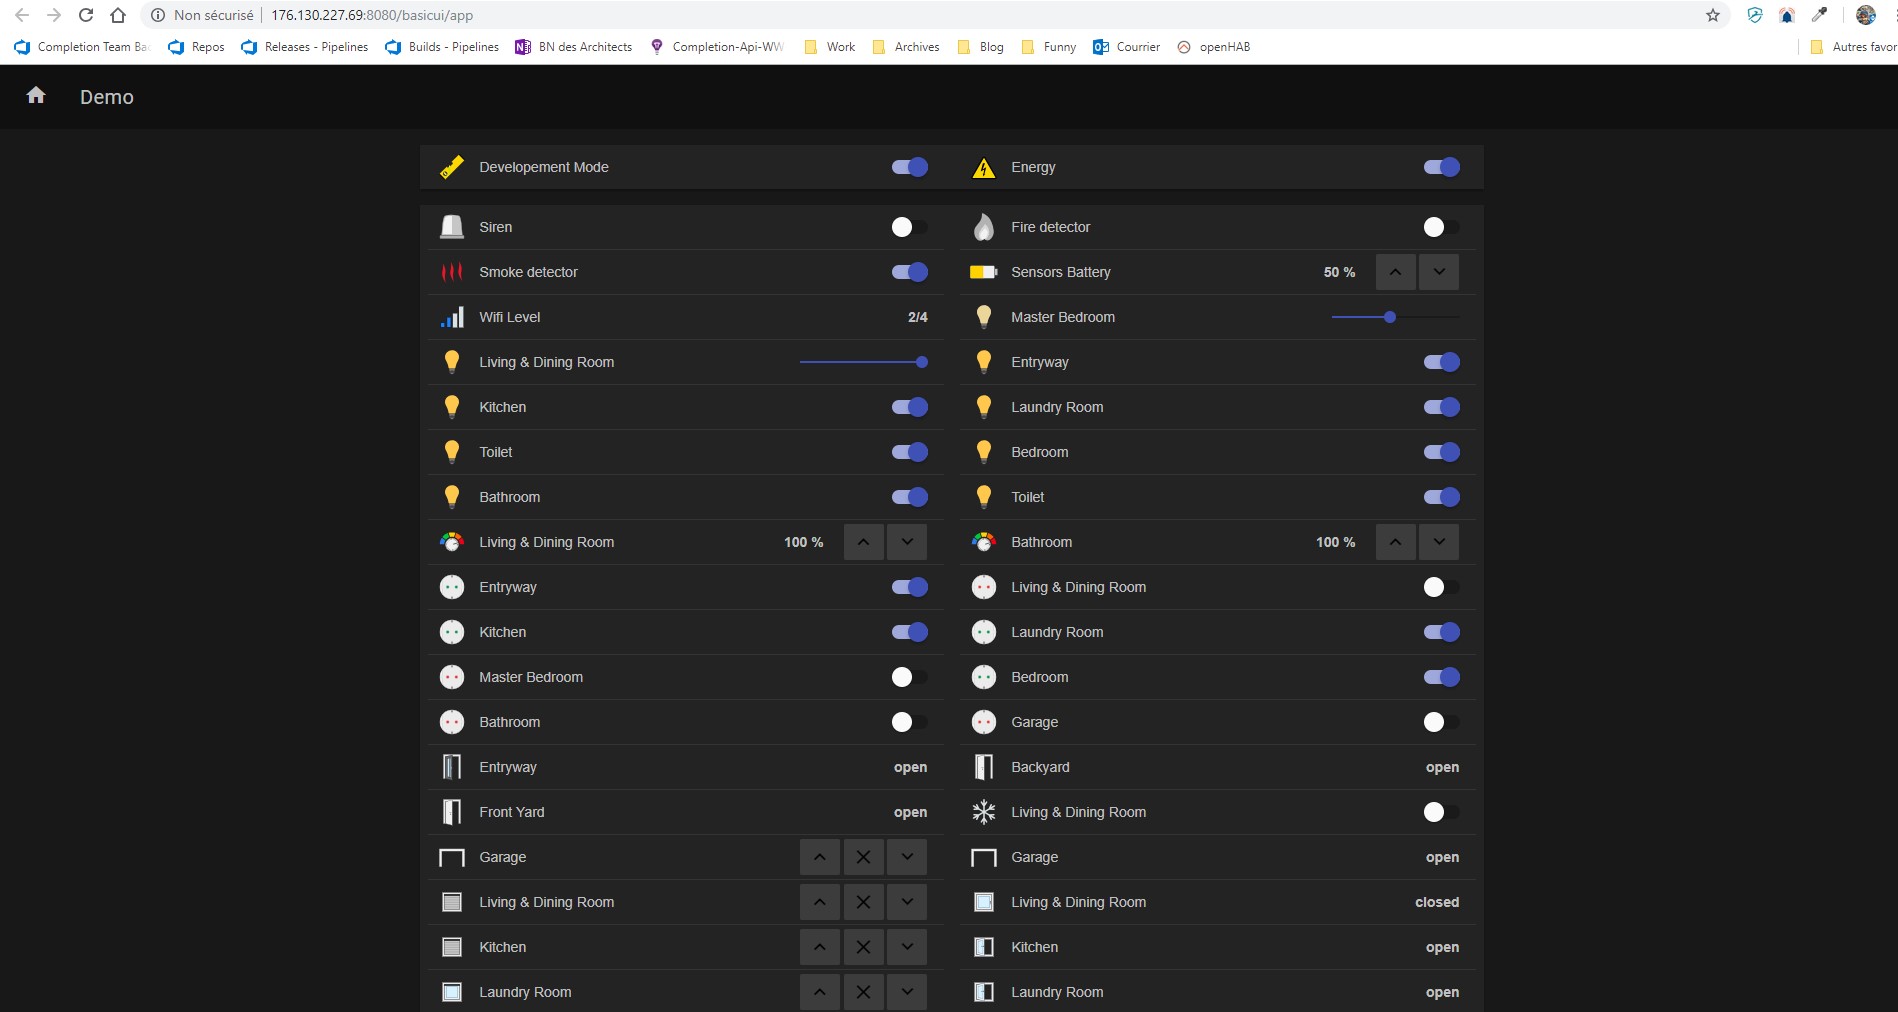 Non sécurisé | 176.130.227.69:8080/basicui/app
Completion Team Ba Repos Releases - Pipelines Builds - Pipelines BN des Architects Completion-Api-WW Work Archives Blog Funny Courrier openHAB Autres favor
Demo
Developement Mode Energy
Siren Fire detector
Smoke detector Sensors Battery 50 %
Wifi Level 2/4 Master Bedroom
Living & Dining Room Entryway
Kitchen Laundry Room
Toilet Bedroom
Bathroom Toilet
Living & Dining Room 100 % Bathroom 100 %
Entryway Living & Dining Room
Kitchen Laundry Room
Master Bedroom Bedroom
Bathroom Garage
Entryway open Backyard open
Front Yard open Living & Dining Room
Garage Garage open
Living & Dining Room Living & Dining Room closed
Kitchen Kitchen open
Laundry Room Laundry Room open